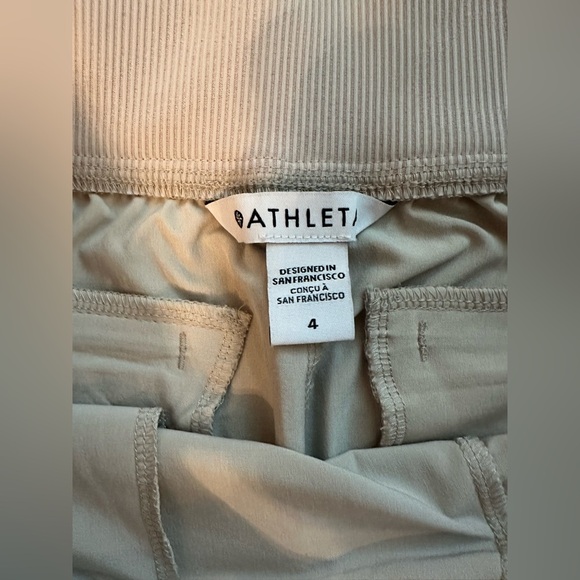 ATHLETA
DESIGNED IN
SAN FRANCISCO
CONÇU À
SAN FRANCISCO
4